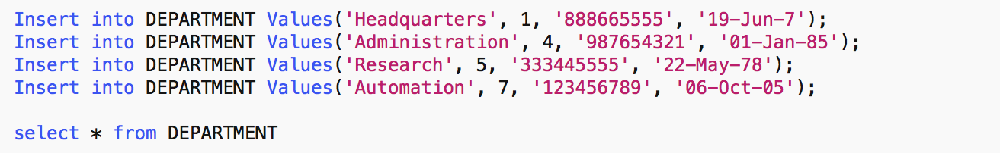 Insert into DEPARTMENT Values('Headquarters', 1, '888665555', '19-Jun-7');
Insert into DEPARTMENT Values('Administration', 4, '987654321', '01-Jan-85');
Insert into DEPARTMENT Values('Research', 5, '333445555', '22-May-78');
Insert into DEPARTMENT Values('Automation', 7, '123456789', '06-Oct-05');
select * from DEPARTMENT